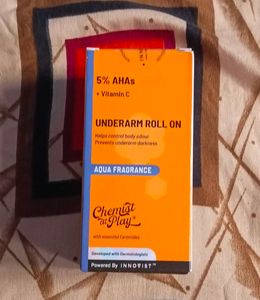 5% AHAs
+ Vitamin C
UNDERARM ROLL ON
Helps control body odour
Prevents underarm darkness
AQUA FRAGRANCE
Chemist
at Play
with essential Ceramides
Developed with Dermatologists
Powered By INNOVIST